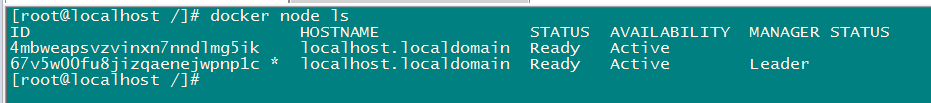 [root@localhost /]# docker node ls
ID HOSTNAME STATUS AVAILABILITY MANAGER STATUS
4mbweapsvzvinxn7nndlmg5ik localhost.localdomain Ready Active
67v5w00fu8jizqaenejwpnp1c * localhost.localdomain Ready Active Leader
[root@localhost /]#